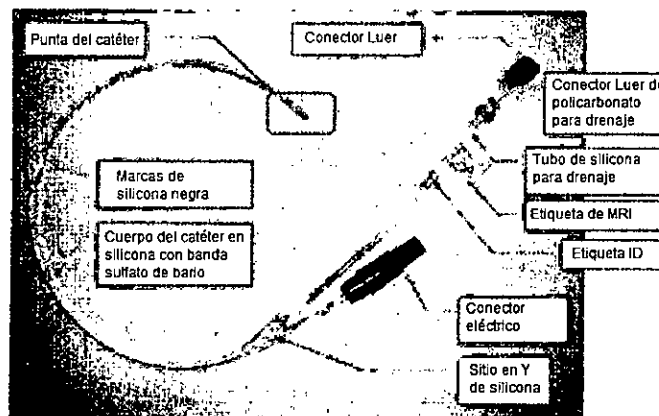 Punta del catéter
Conector Luer
Conector Luer de
policarbonato
para drenaje
Tubo de silicona
para drenaje
Etiqueta de MRI
Etiqueta ID
Marcas de
silicona negra
Cuerpo del catéter en
silicona con banda
sulfato de bario
Conector
eléctrico
Sitio en Y
de silicona